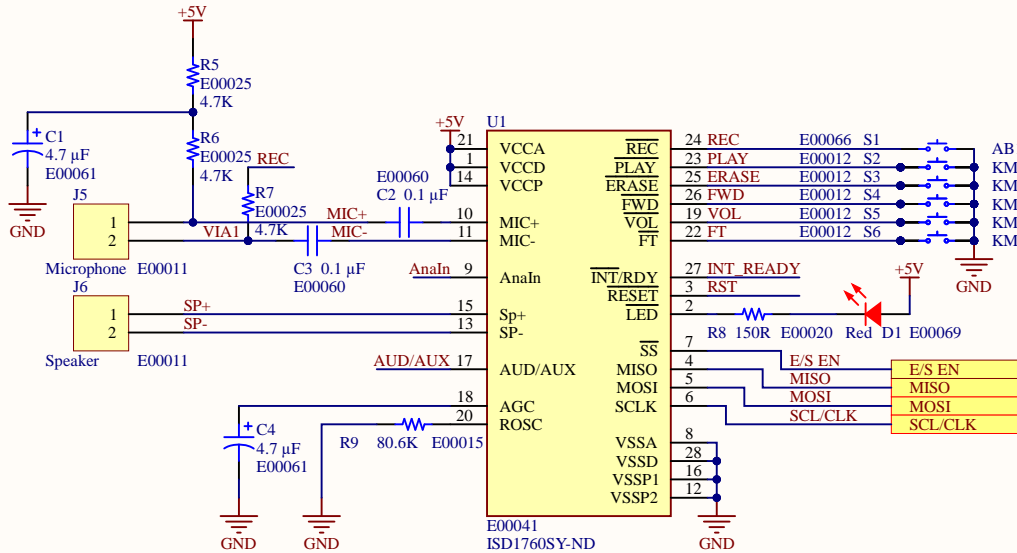 +5V
R5
E00025
4.7K
R6
E00025
4.7K
C1
4.7 µF
E00061
GND
REC
R7
E00025
4.7K
J5
1
2
Microphone E00011
VIA1
MIC+
MIC-
E00060
C2 0.1 µF
C3 0.1 µF
E00060
J6
1
2
Speaker E00011
SP+
SP-
AnaIn
AUD/AUX
C4
4.7 µF
E00061
GND
R9 80.6K E00015
GND
+5V
U1
21 VCCA
1 VCCD
14 VCCP
10 MIC+
11 MIC-
9 AnaIn
15 Sp+
13 SP-
17 AUD/AUX
18 AGC
20 ROSC
REC 24 REC E00066 S1 AB
PLAY 23 PLAY E00012 S2 KM
ERASE 25 ERASE E00012 S3 KM
FWD 26 FWD E00012 S4 KM
VOL 19 VOL E00012 S5 KM
FT 22 FT E00012 S6 KM
GND
INT/RDY 27 INT_READY
RESET 3 RST
LED 2
R8 150R E00020 Red D1 E00069
+5V
SS 7 E/S EN E/S EN
MISO 4 MISO MISO
MOSI 5 MOSI MOSI
SCLK 6 SCL/CLK SCL/CLK
VSSA 8
VSSD 28
VSSP1 16
VSSP2 12
GND
E00041
ISD1760SY-ND